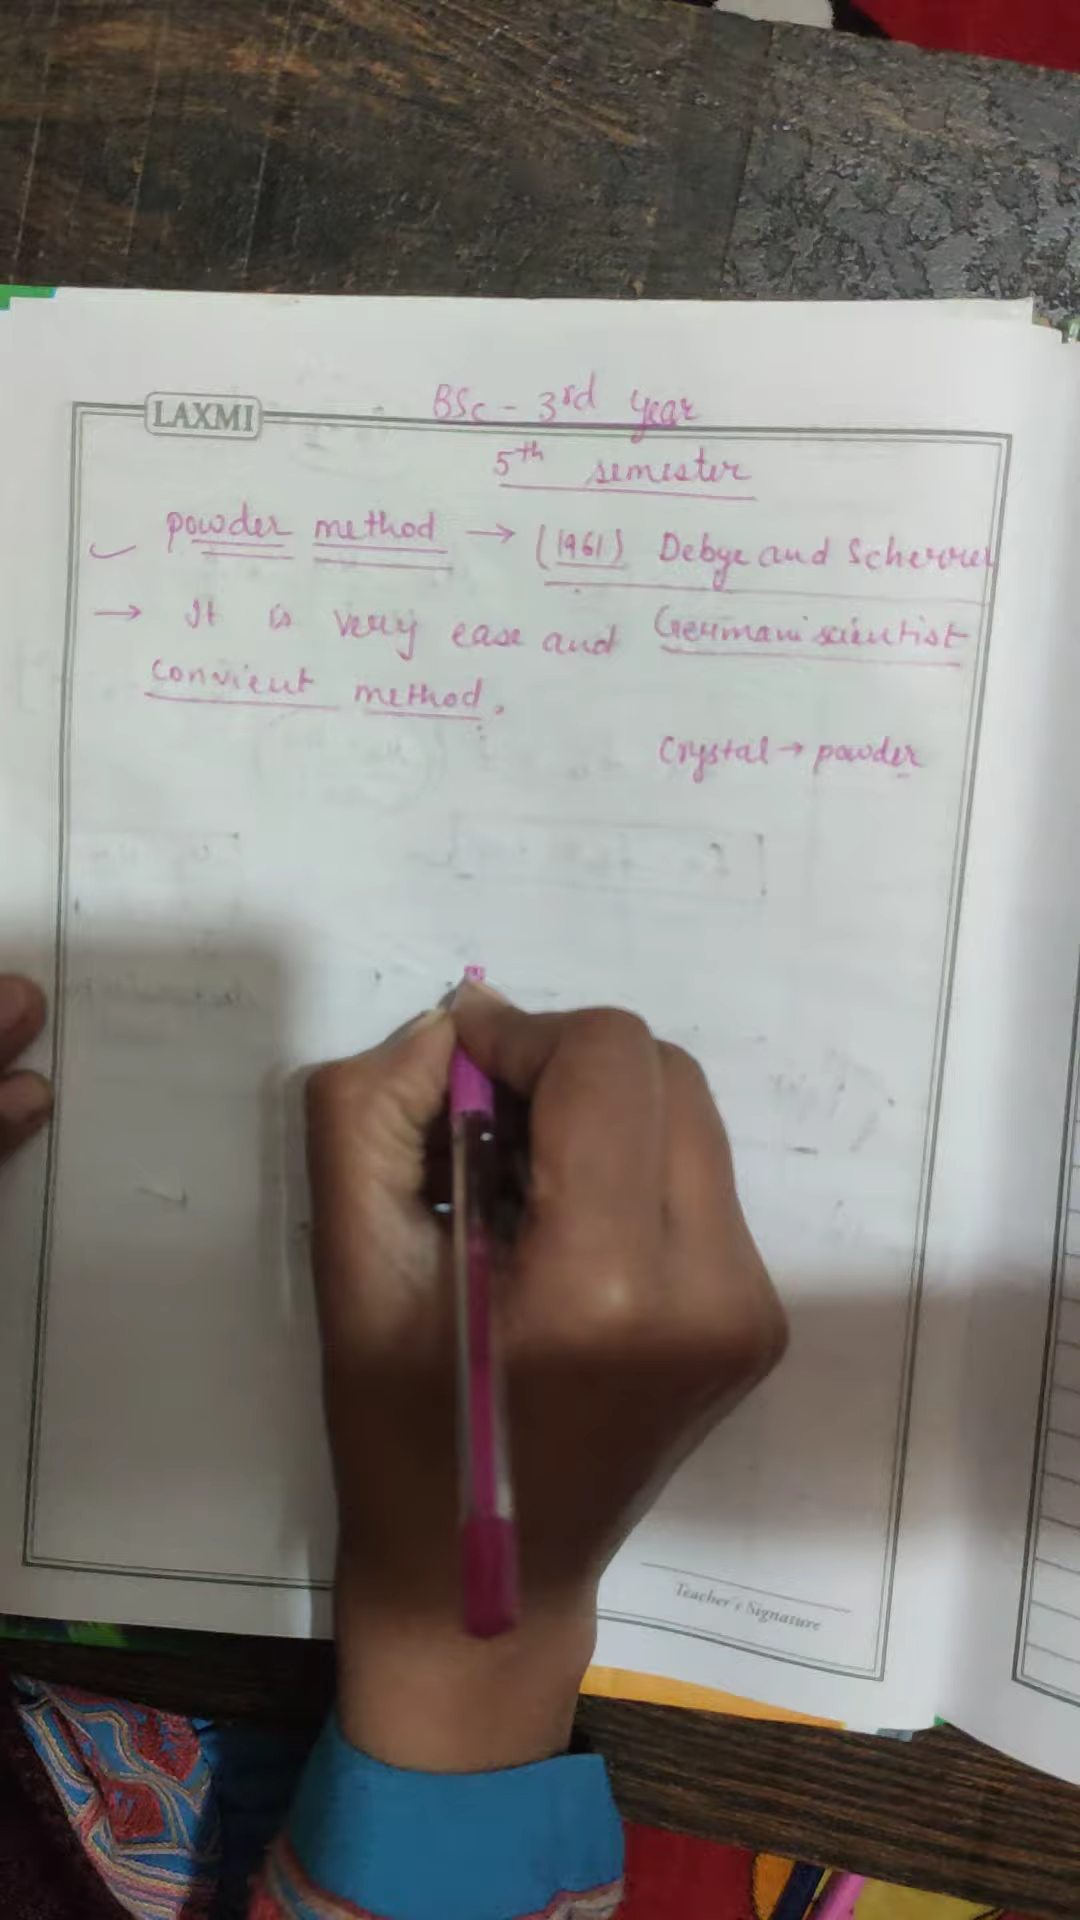 BSc - 3rd Year
LAXMI
5th semester
powder method → (1961) Debye and Scherrer
→ It is very ease and Germani scientist
convient method.
Crystal → powder
Teacher's Signature